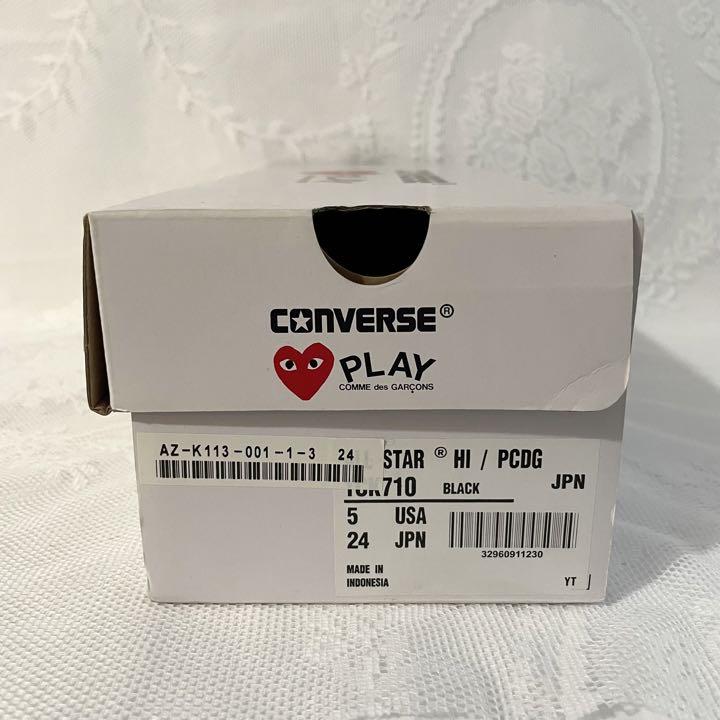 CONVERSE®
PLAY
COMME des GARÇONS
AZ-K113-001-1-3 24
STAR ® HI / PCDG
BLACK JPN
5 USA
24 JPN
32960911230
MADE IN
INDONESIA
YT